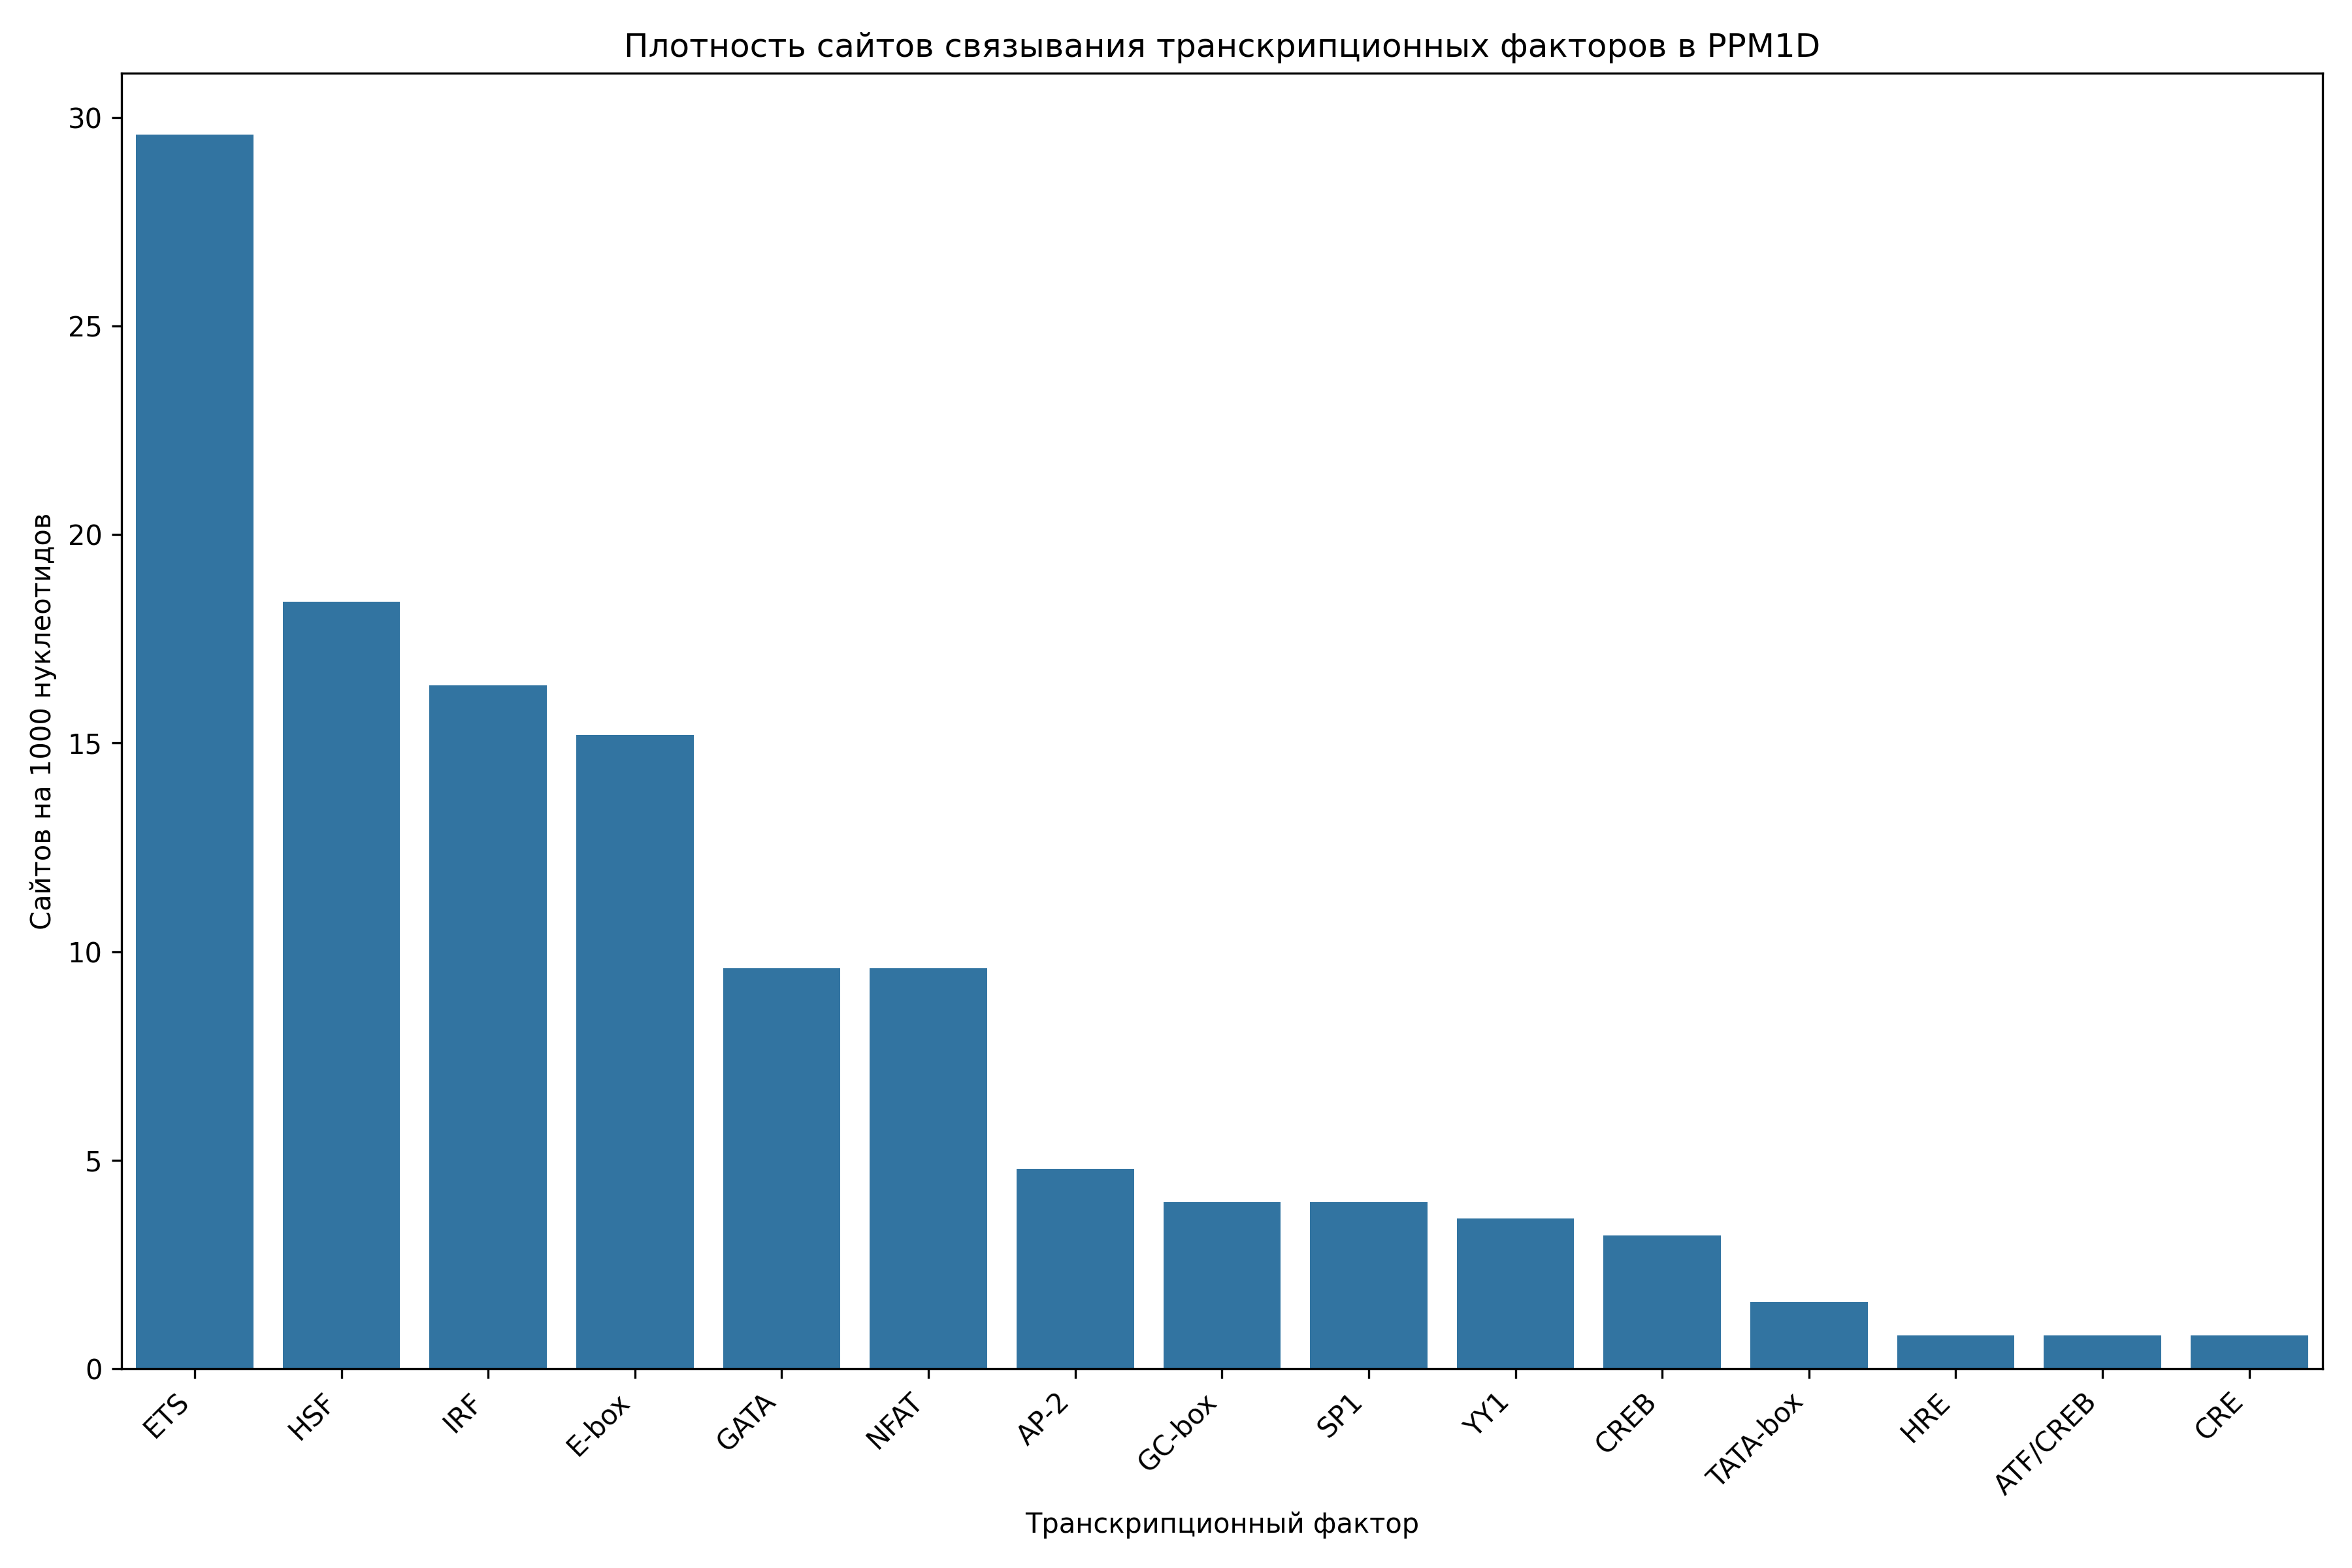 Плотность сайтов связывания транскрипционных факторов в PPM1D
Сайтов на 1000 нуклеотидов
30
25
20
15
10
5
0
ETS
HSF
IRF
E-box
GATA
NFAT
AP-2
GC-box
SP1
YY1
CREB
TATA-box
HRE
ATF/CREB
CRE
Транскрипционный фактор